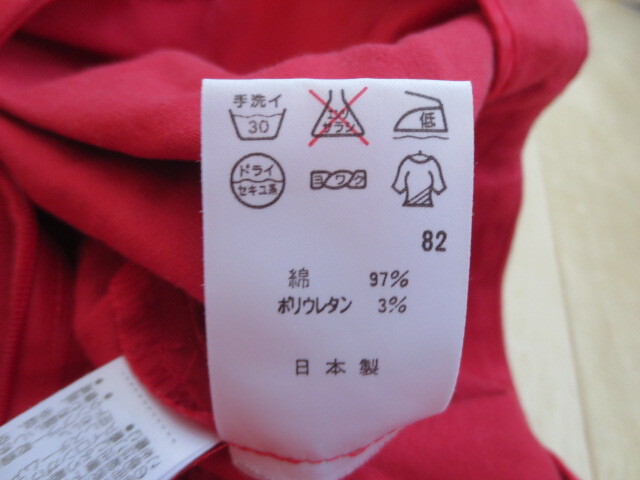 手洗イ
30
エンソ
サラシ
低
ドライ
セキユ系
ヨワク
82
綿 97%
ポリウレタン 3%
日本製